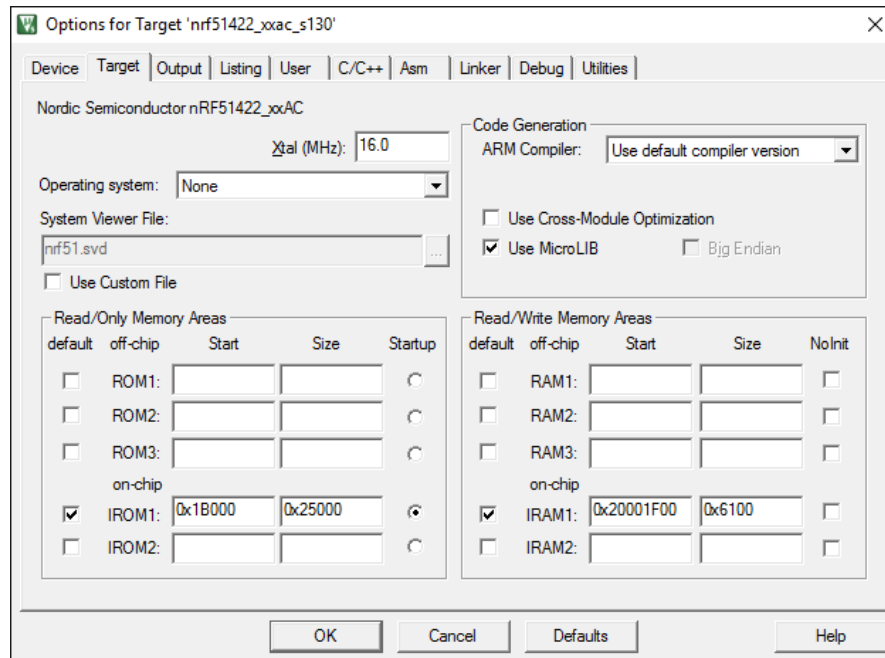 Options for Target 'nrf51422_xxac_s130'
Device Target Output Listing User C/C++ Asm Linker Debug Utilities
Nordic Semiconductor nRF51422_xxAC
Xtal (MHz): 16.0
Operating system: None
System Viewer File:
nrf51.svd ...
Use Custom File
Code Generation
ARM Compiler: Use default compiler version
Use Cross-Module Optimization
Use MicroLIB Big Endian
Read/Only Memory Areas
default off-chip Start Size Startup
ROM1:
ROM2:
ROM3:
on-chip
IROM1: 0x1B000 0x25000
IROM2:
Read/Write Memory Areas
default off-chip Start Size NoInit
RAM1:
RAM2:
RAM3:
on-chip
IRAM1: 0x20001F00 0x6100
IRAM2:
OK Cancel Defaults Help